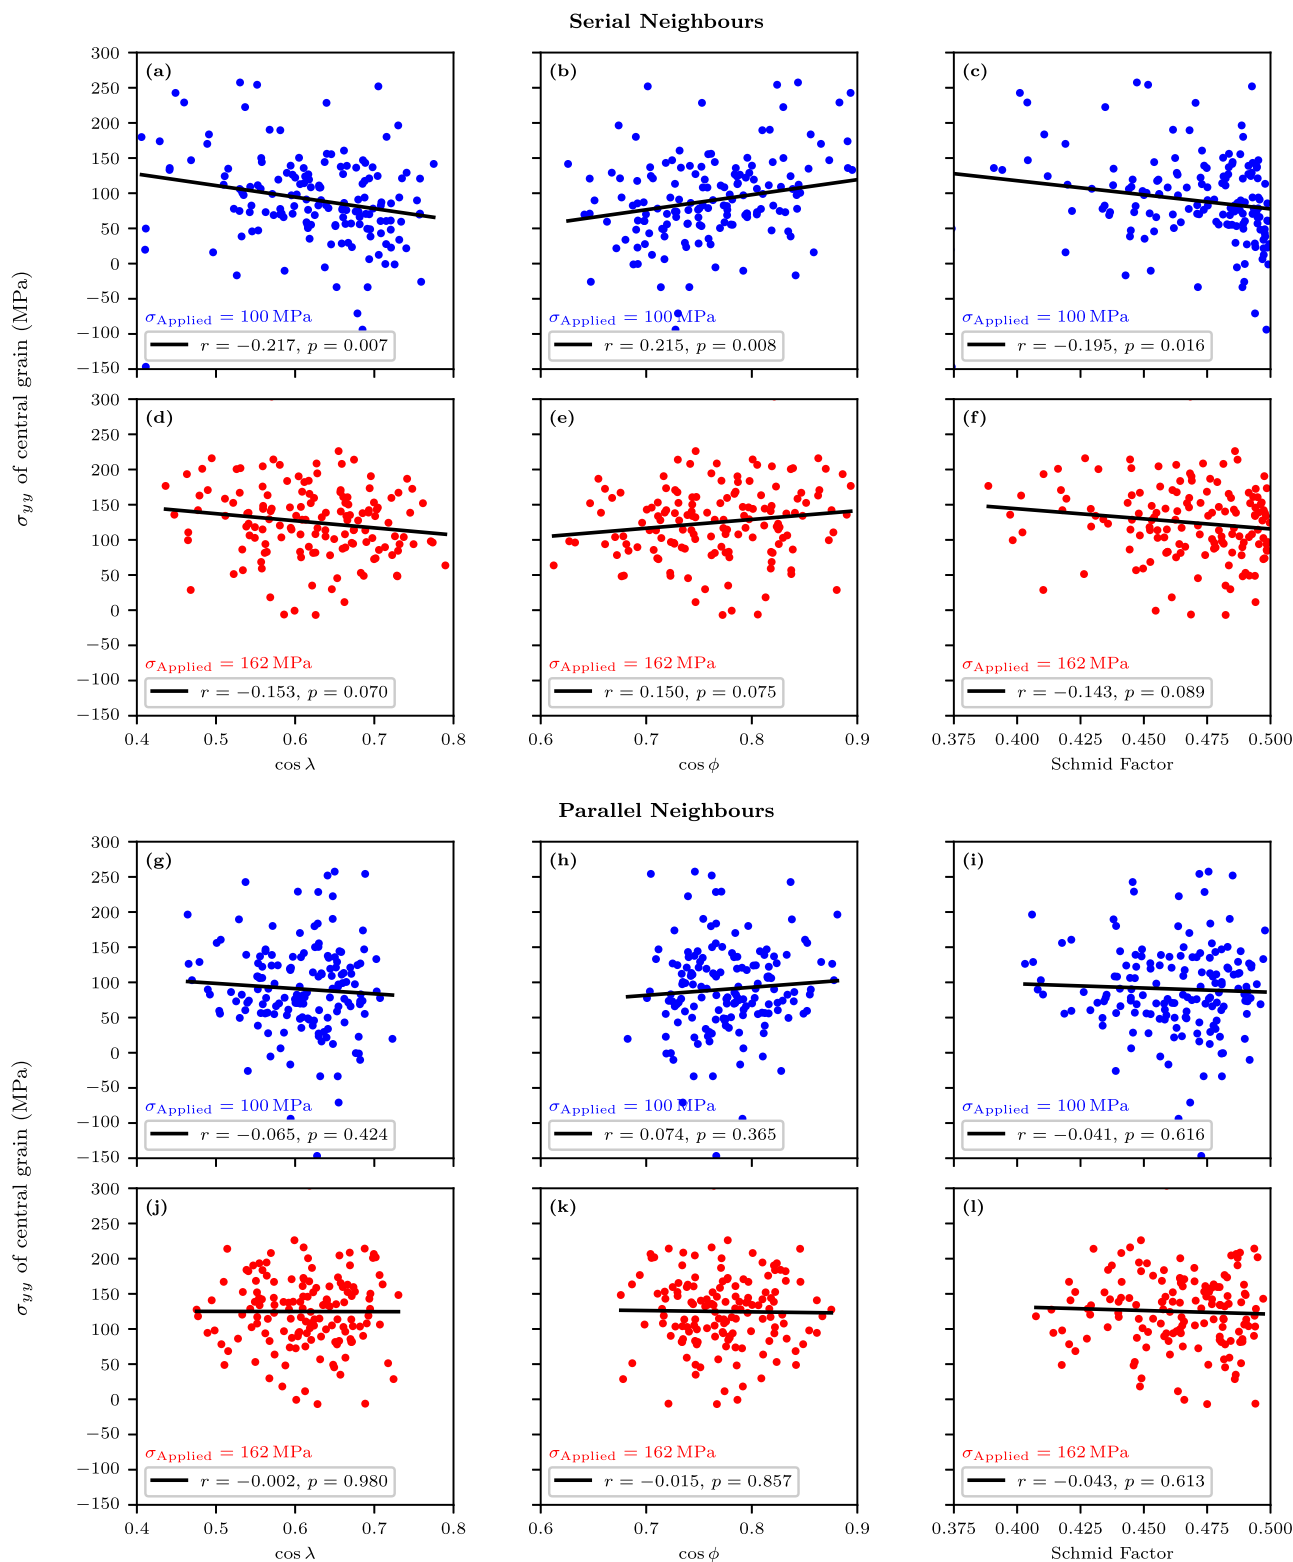 Serial Neighbours
σyy of central grain (MPa)
300
250
200
150
100
50
0
−50
−100
−150
(a)
σApplied = 100 MPa
r = −0.217, p = 0.007
(b)
σApplied = 100 MPa
r = 0.215, p = 0.008
(c)
σApplied = 100 MPa
r = −0.195, p = 0.016
300
250
200
150
100
50
0
−50
−100
−150
(d)
σApplied = 162 MPa
r = −0.153, p = 0.070
0.4 0.5 0.6 0.7 0.8
cos λ
(e)
σApplied = 162 MPa
r = 0.150, p = 0.075
0.6 0.7 0.8 0.9
cos ϕ
(f)
σApplied = 162 MPa
r = −0.143, p = 0.089
0.375 0.400 0.425 0.450 0.475 0.500
Schmid Factor
Parallel Neighbours
σyy of central grain (MPa)
300
250
200
150
100
50
0
−50
−100
−150
(g)
σApplied = 100 MPa
r = −0.065, p = 0.424
(h)
σApplied = 100 MPa
r = 0.074, p = 0.365
(i)
σApplied = 100 MPa
r = −0.041, p = 0.616
300
250
200
150
100
50
0
−50
−100
−150
(j)
σApplied = 162 MPa
r = −0.002, p = 0.980
0.4 0.5 0.6 0.7 0.8
cos λ
(k)
σApplied = 162 MPa
r = −0.015, p = 0.857
0.6 0.7 0.8 0.9
cos ϕ
(l)
σApplied = 162 MPa
r = −0.043, p = 0.613
0.375 0.400 0.425 0.450 0.475 0.500
Schmid Factor